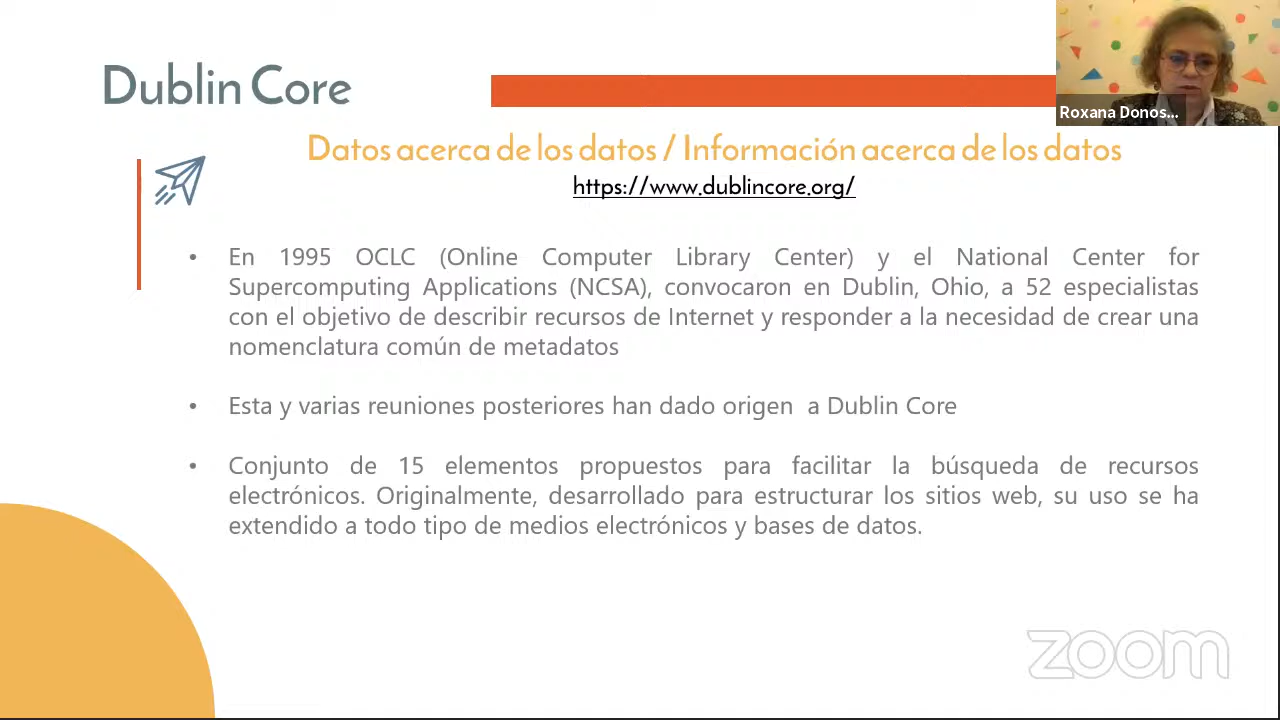 Dublin Core
Roxana Donos...
Datos acerca de los datos / Información acerca de los datos
https://www.dublincore.org/
• En 1995 OCLC (Online Computer Library Center) y el National Center for
Supercomputing Applications (NCSA), convocaron en Dublin, Ohio, a 52 especialistas
con el objetivo de describir recursos de Internet y responder a la necesidad de crear una
nomenclatura común de metadatos
• Esta y varias reuniones posteriores han dado origen a Dublin Core
• Conjunto de 15 elementos propuestos para facilitar la búsqueda de recursos
electrónicos. Originalmente, desarrollado para estructurar los sitios web, su uso se ha
extendido a todo tipo de medios electrónicos y bases de datos.
zoom